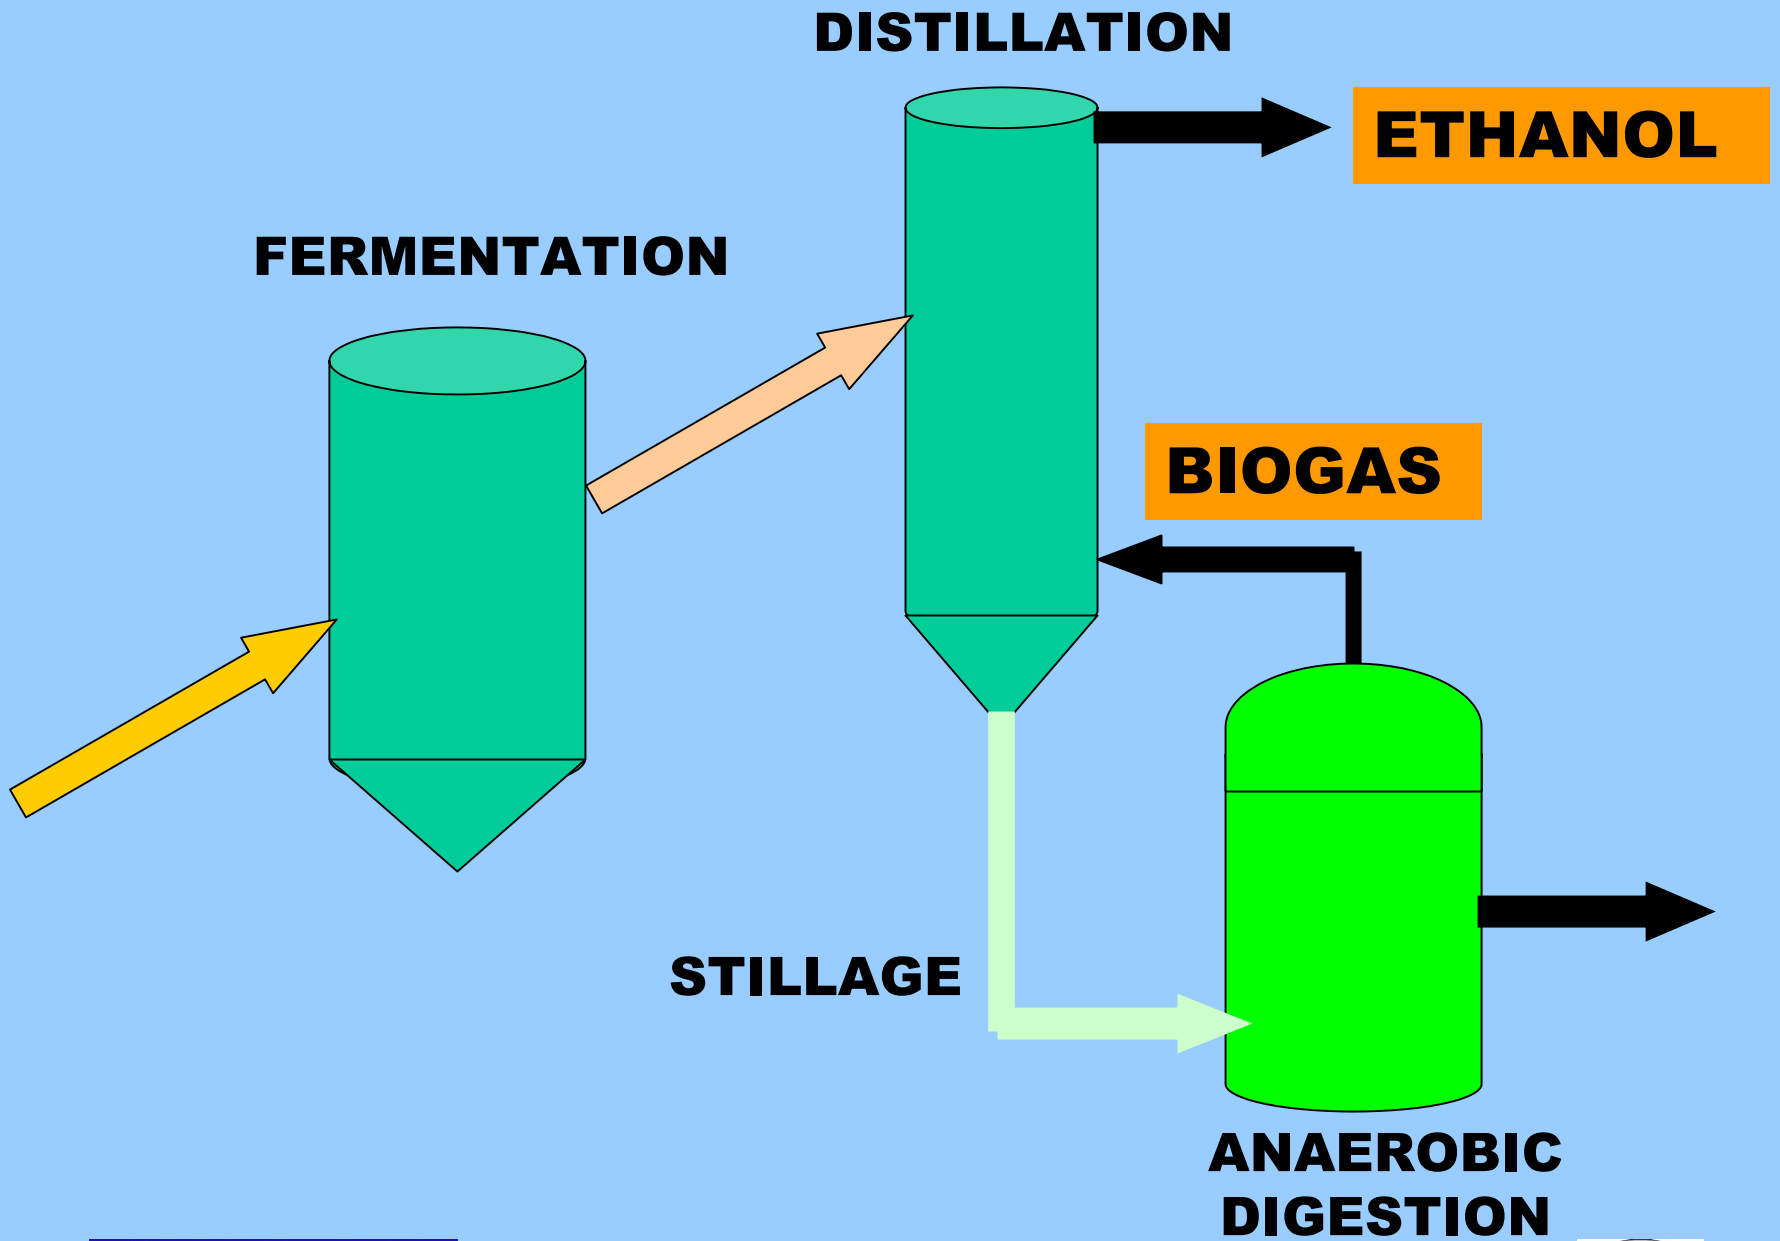 DISTILLATION
ETHANOL
FERMENTATION
BIOGAS
STILLAGE
ANAEROBIC
DIGESTION